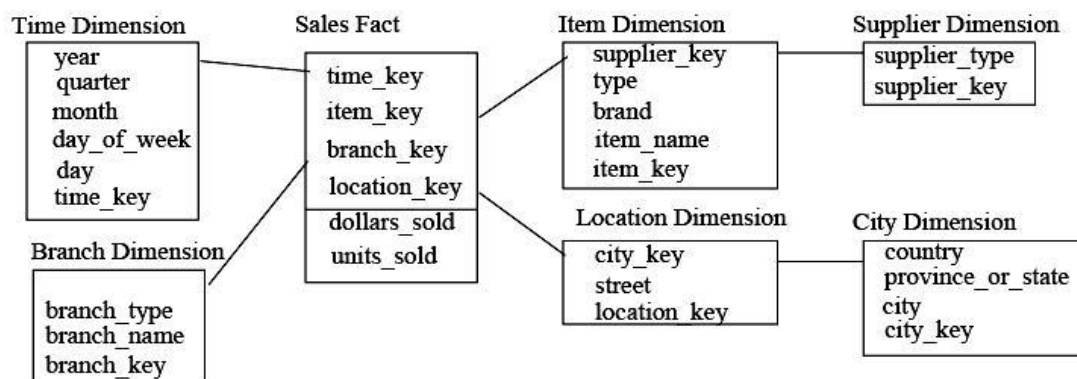 Time Dimension
year
quarter
month
day_of_week
day
time_key
Branch Dimension
branch_type
branch_name
branch_key
Sales Fact
time_key
item_key
branch_key
location_key
dollars_sold
units_sold
Item Dimension
supplier_key
type
brand
item_name
item_key
Location Dimension
city_key
street
location_key
Supplier Dimension
supplier_type
supplier_key
City Dimension
country
province_or_state
city
city_key